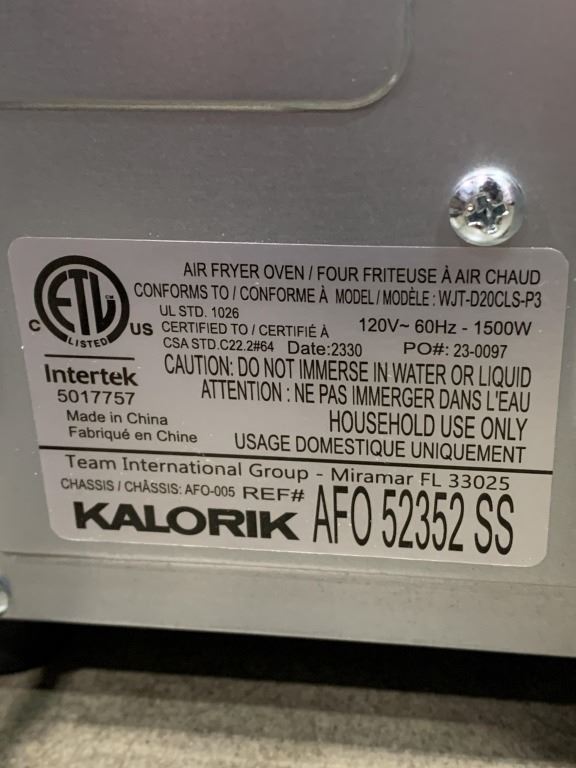 AIR FRYER OVEN / FOUR FRITEUSE À AIR CHAUD
CONFORMS TO / CONFORME À MODEL / MODÈLE : WJT-D20CLS-P3
UL STD. 1026
CERTIFIED TO / CERTIFIÉ À 120V~ 60Hz - 1500W
CSA STD.C22.2#64 Date:2330 PO#: 23-0097
ETL CM
LISTED
C US
Intertek
5017757
Made in China
Fabriqué en Chine
CAUTION: DO NOT IMMERSE IN WATER OR LIQUID
ATTENTION : NE PAS IMMERGER DANS L'EAU
HOUSEHOLD USE ONLY
USAGE DOMESTIQUE UNIQUEMENT
Team International Group - Miramar FL 33025
CHASSIS / CHÂSSIS: AFO-005 REF# AFO 52352 SS
KALORIK